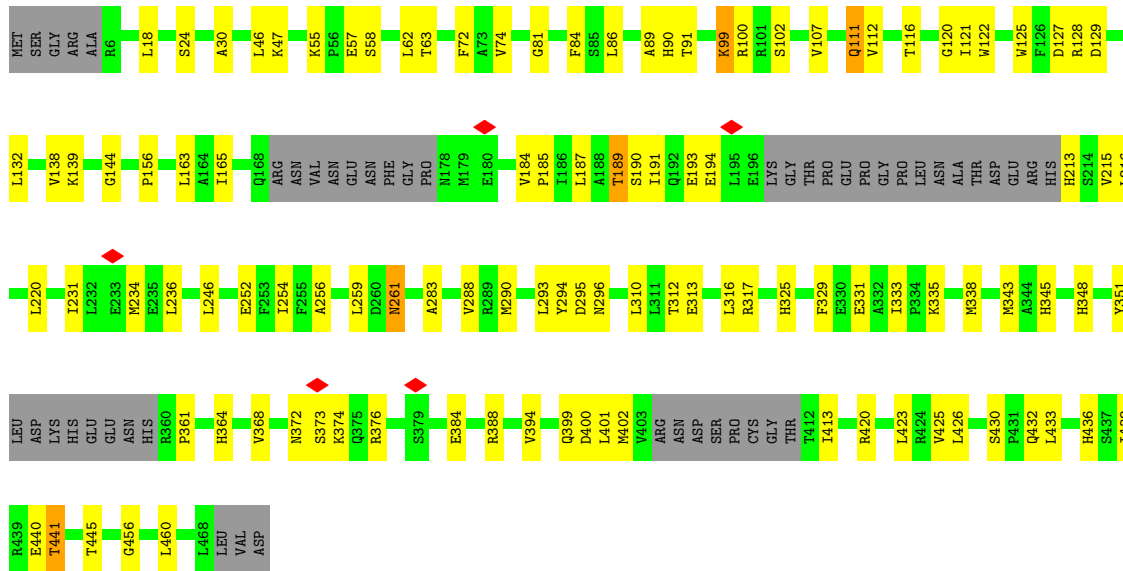 MET SER GLY ARG ALA R6 L18 S24 A30 L46 K47 K55 P56 E57 S58 L62 T63 F72 A73 V74 G81 F84 S85 L86 A89 H90 T91 K99 R100 R101 S102 V107 Q111 V112 T116 G120 I121 W122 W125 F126 D127 R128 D129
L132 V138 K139 G144 P156 L163 A164 I165 Q168 ARG ASN VAL ASN GLU ASN PHE GLY PRO N178 M179 E180 V184 P185 I186 L187 A188 T189 S190 I191 Q192 E193 E194 L195 E196 LYS GLY THR PRO GLU PRO GLY PRO LEU ASN ALA THR ASP GLU ARG HIS H213 S214 V215
L220 I231 L232 E233 M234 E235 L236 L246 E252 F253 I254 F255 A256 L259 D260 N261 A283 V288 R289 M290 L293 Y294 D295 N296 L310 L311 T312 E313 L316 R317 H325 F329 E330 E331 A332 I333 P334 K335 M338 M343 A344 H345 H348 Y351
LEU ASP LYS HIS GLU GLU ASN HIS R360 P361 H364 V368 N372 S373 K374 Q375 R376 S379 E384 R388 V394 Q399 D400 L401 M402 V403 ARG ASN ASP SER PRO CYS GLY THR T412 I413 R420 L423 R424 V425 L426 S430 P431 Q432 L433 H436 S437
R439 E440 T441 T445 G456 L460 L468 LEU VAL ASP